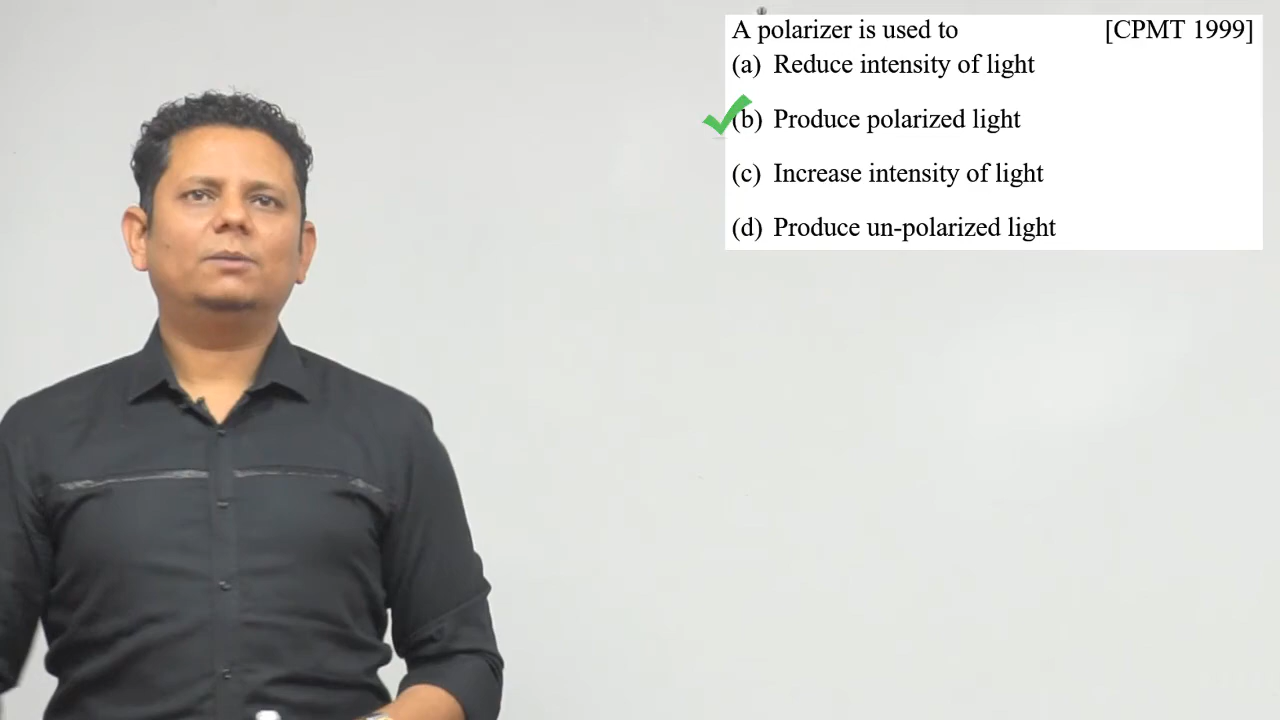 A polarizer is used to [CPMT 1999]
(a) Reduce intensity of light
(b) Produce polarized light
(c) Increase intensity of light
(d) Produce un-polarized light